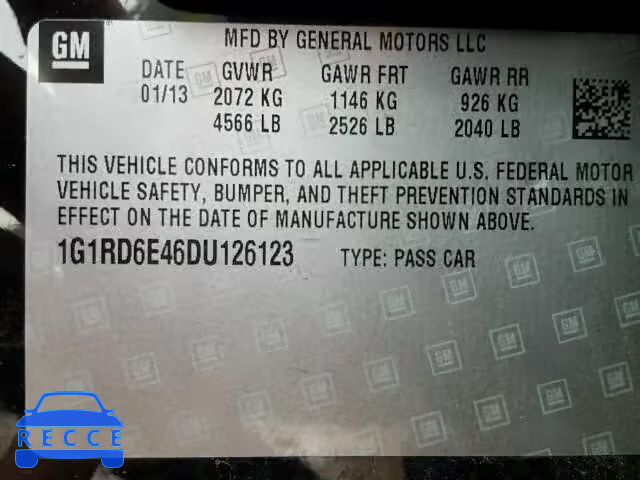 GM
MFD BY GENERAL MOTORS LLC
DATE GVWR GAWR FRT GAWR RR
01/13 2072 KG 1146 KG 926 KG
4566 LB 2526 LB 2040 LB
THIS VEHICLE CONFORMS TO ALL APPLICABLE U.S. FEDERAL MOTOR
VEHICLE SAFETY, BUMPER, AND THEFT PREVENTION STANDARDS IN
EFFECT ON THE DATE OF MANUFACTURE SHOWN ABOVE.
1G1RD6E46DU126123 TYPE: PASS CAR
RECCE